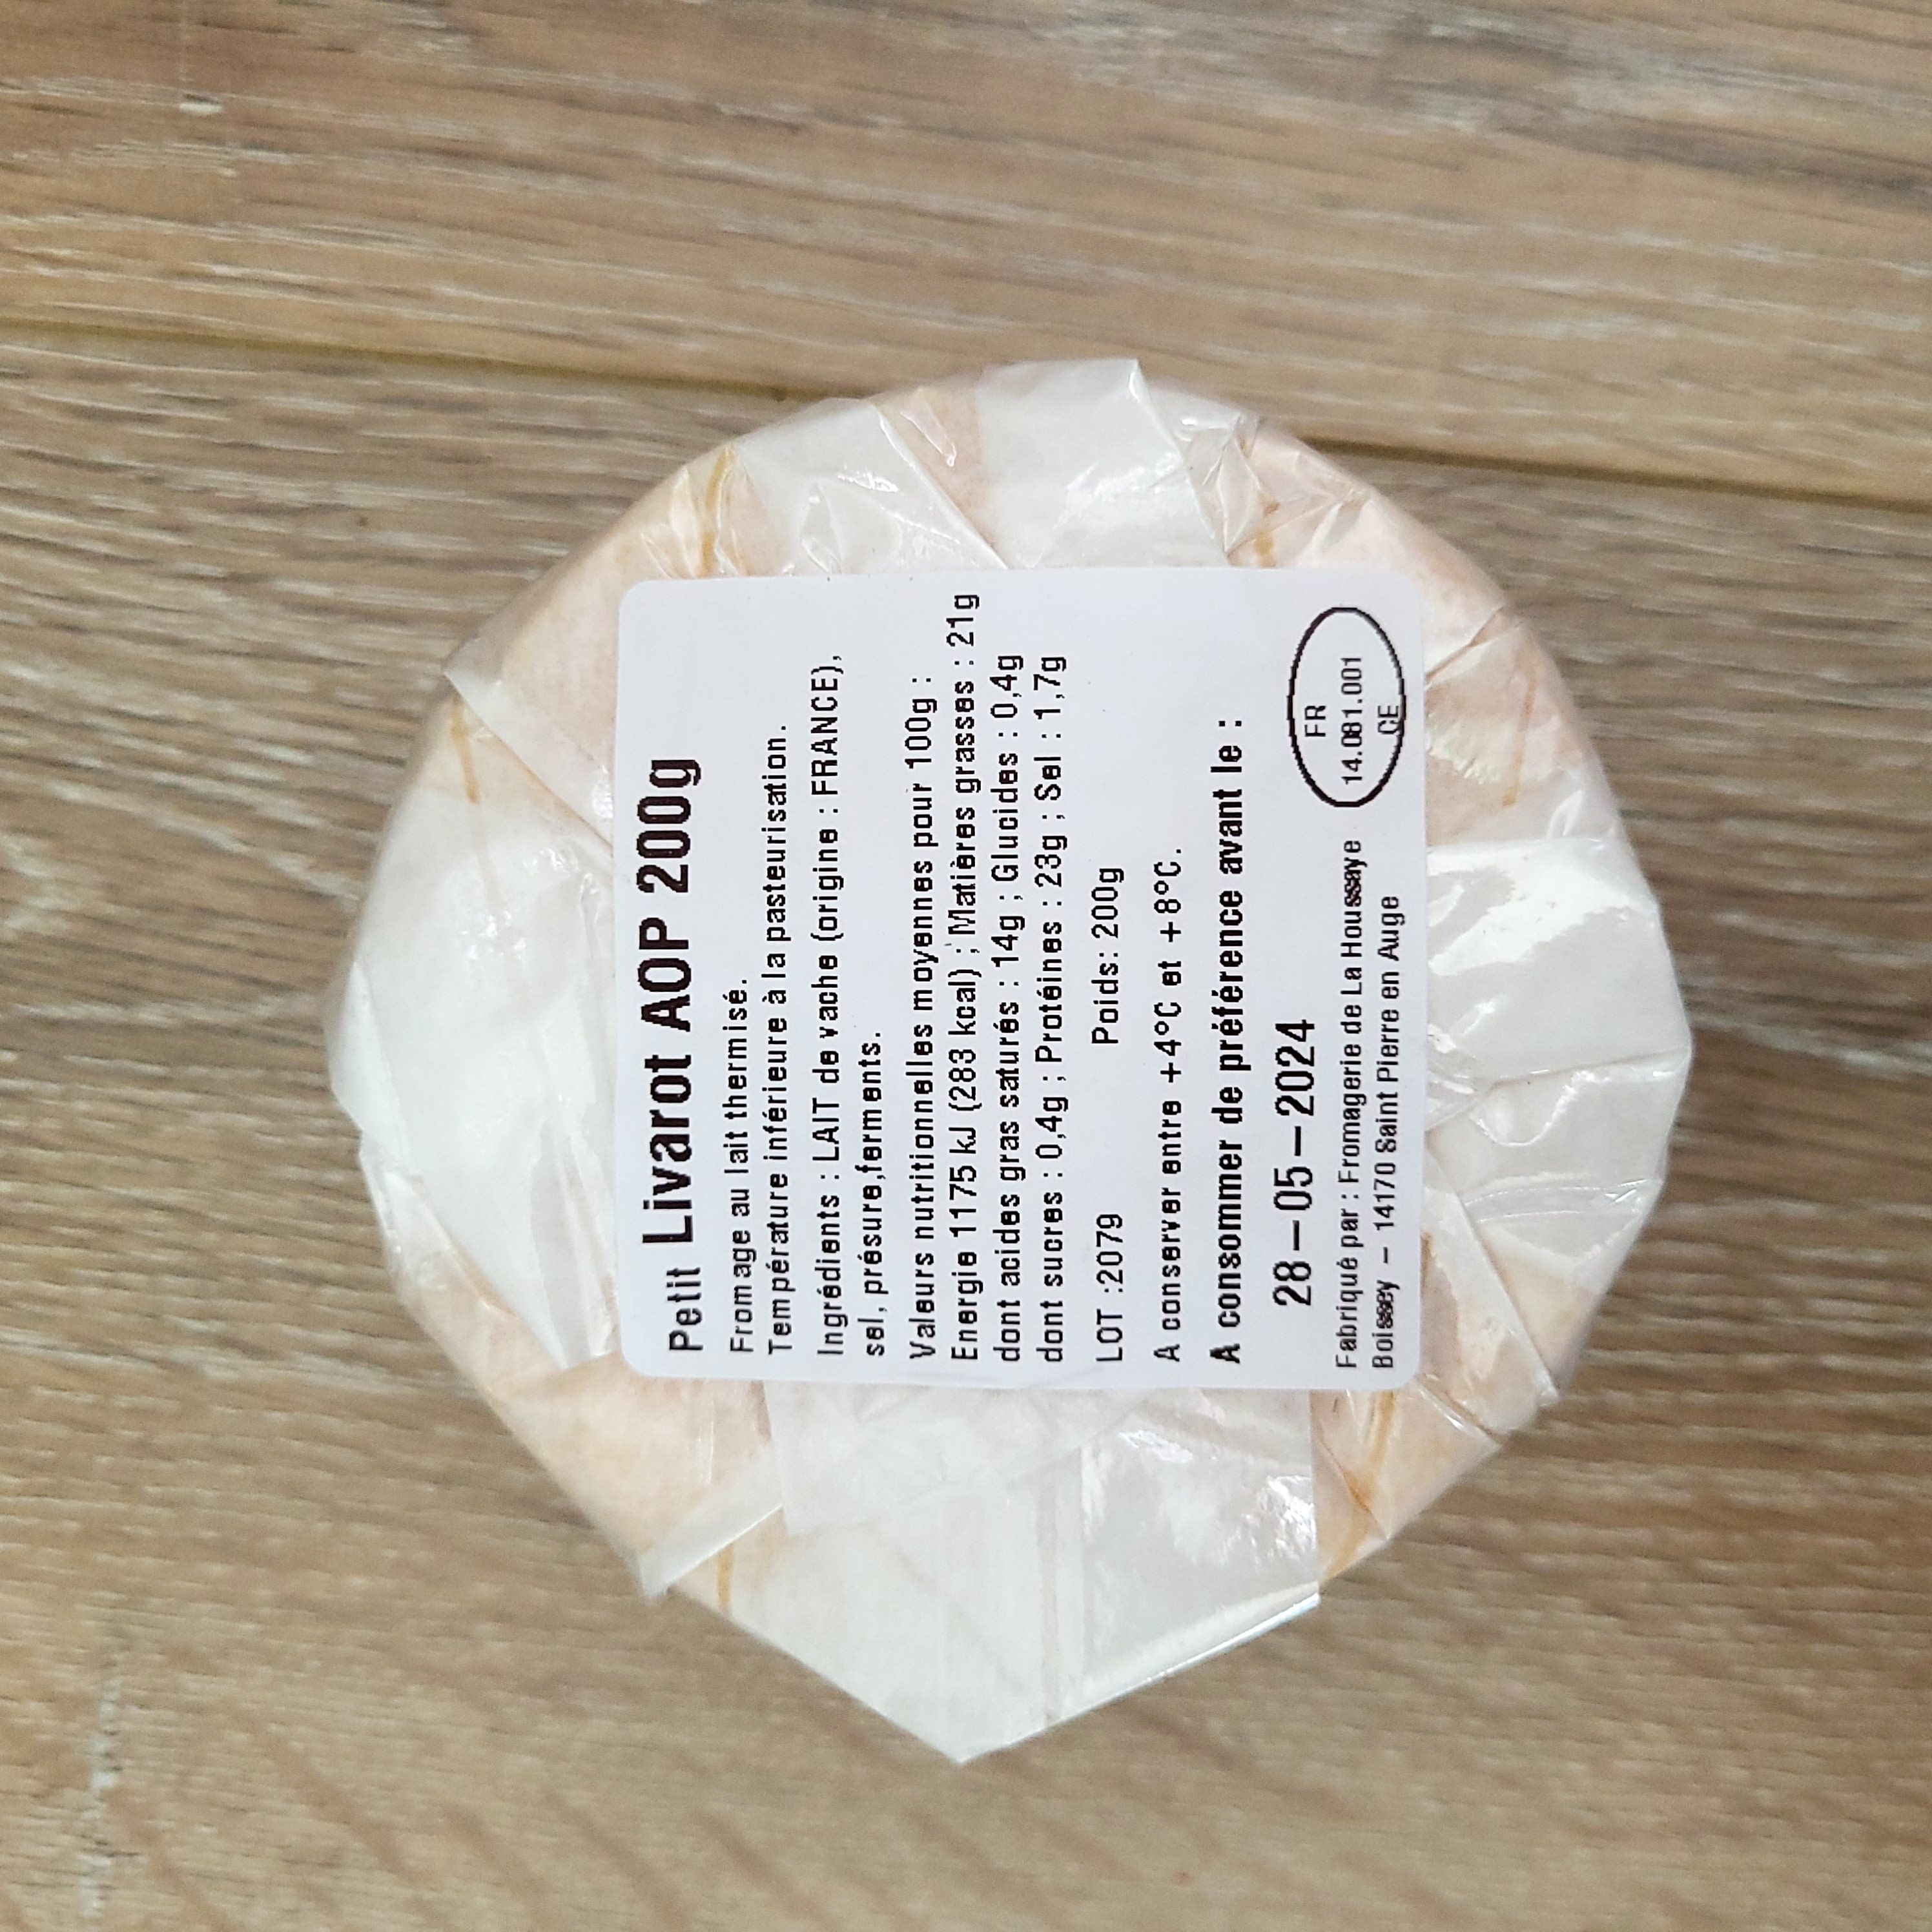 Petit Livarot AOP 200g
Fromage au lait thermisé.
Température inférieure à la pasteurisation.
Ingrédients : LAIT de vache (origine : FRANCE),
sel, présure,ferments.
Valeurs nutritionnelles moyennes pour 100g :
Energie 1175 kJ (283 kcal) ; Matières grasses : 21g
dont acides gras saturés : 14g ; Glucides : 0,4g
dont sucres : 0,4g ; Protéines : 23g ; Sel : 1,7g
LOT :2079 Poids: 200g
A conserver entre +4°C et +8°C.
A consommer de préférence avant le :
28-05-2024
Fabriqué par : Fromagerie de La Houssaye
Boissey - 14170 Saint Pierre en Auge
FR
14.081.001
CE